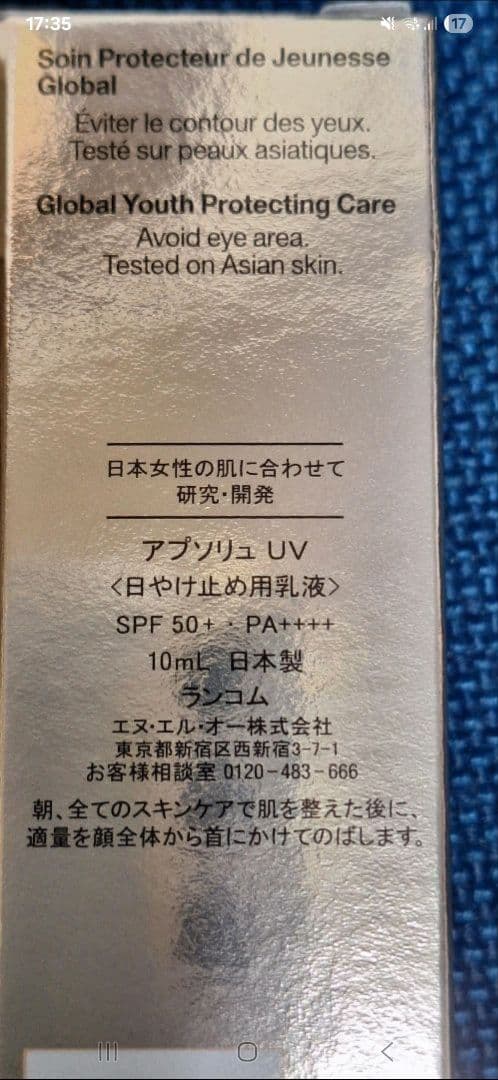 17:35
17
Soin Protecteur de Jeunesse
Global
Éviter le contour des yeux.
Testé sur peaux asiatiques.
Global Youth Protecting Care
Avoid eye area.
Tested on Asian skin.
日本女性の肌に合わせて
研究・開発
アプソリュ UV
〈日やけ止め用乳液〉
SPF 50+・PA++++
10mL 日本製
ランコム
エヌ・エル・オー株式会社
東京都新宿区西新宿3-7-1
お客様相談室 0120-483-666
朝、全てのスキンケアで肌を整えた後に、
適量を顔全体から首にかけてのばします。